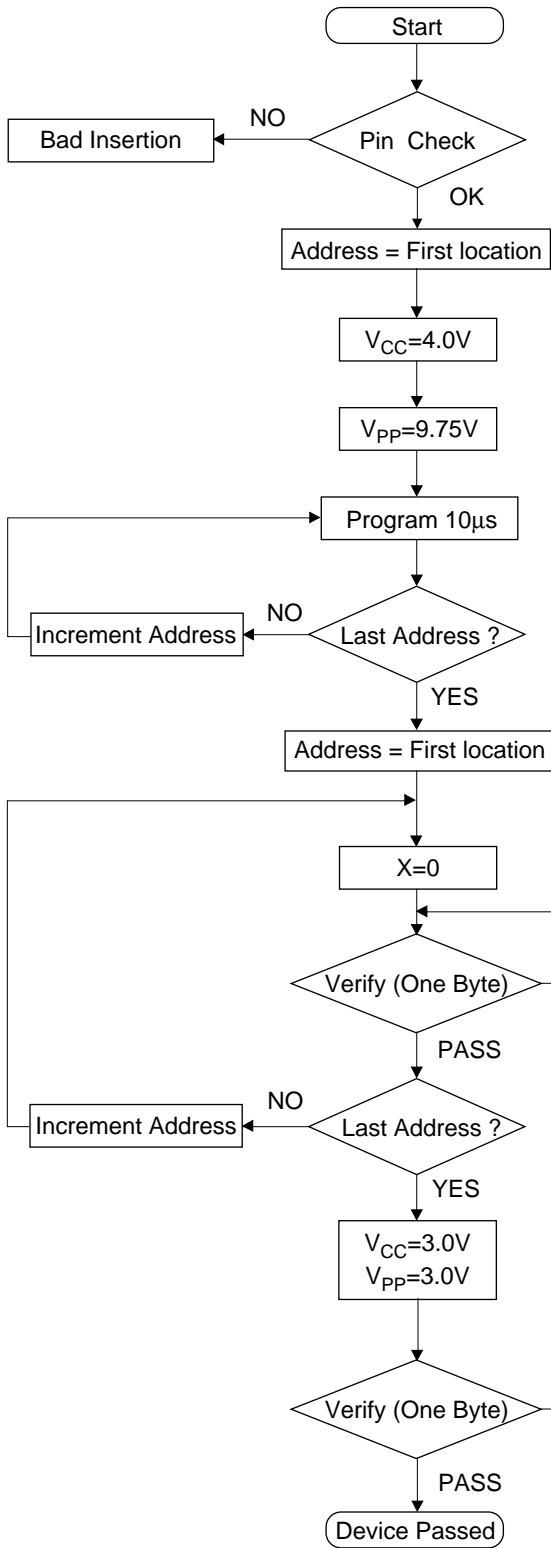 Start
NO
Bad Insertion
Pin Check
OK
Address = First location
VCC=4.0V
VPP=9.75V
Program 10μs
NO
Increment Address
Last Address ?
YES
Address = First location
X=0
Verify (One Byte)
PASS
NO
Increment Address
Last Address ?
YES
VCC=3.0V
VPP=3.0V
Verify (One Byte)
PASS
Device Passed